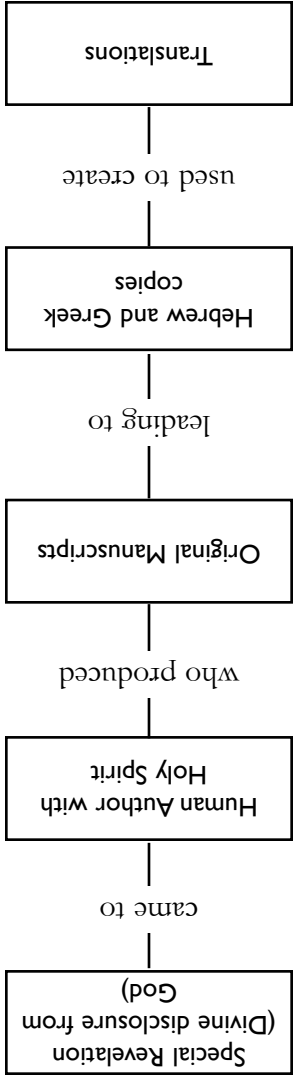 Special Revelation
(Divine disclosure from
God)
came to
Human Author with
Holy Spirit
who produced
Original Manuscripts
leading to
Hebrew and Greek
copies
used to create
Translations